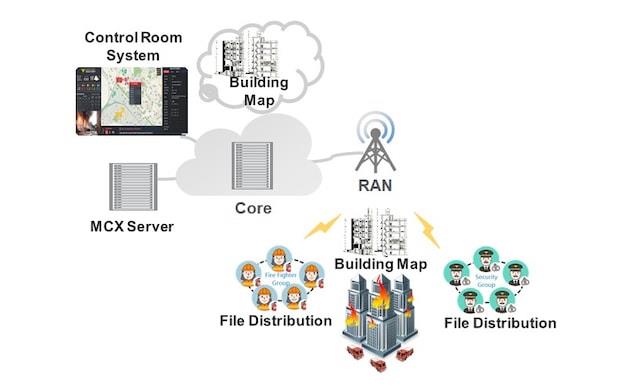 Control Room
System
Building
Map
MCX Server
Core
RAN
Building Map
Fire Fighter
Group
File Distribution
Security
Group
File Distribution